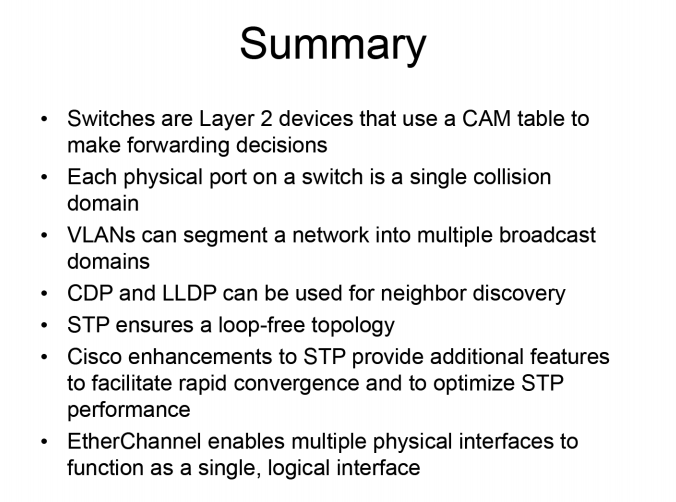 Summary
• Switches are Layer 2 devices that use a CAM table to
make forwarding decisions
• Each physical port on a switch is a single collision
domain
• VLANs can segment a network into multiple broadcast
domains
• CDP and LLDP can be used for neighbor discovery
• STP ensures a loop-free topology
• Cisco enhancements to STP provide additional features
to facilitate rapid convergence and to optimize STP
performance
• EtherChannel enables multiple physical interfaces to
function as a single, logical interface